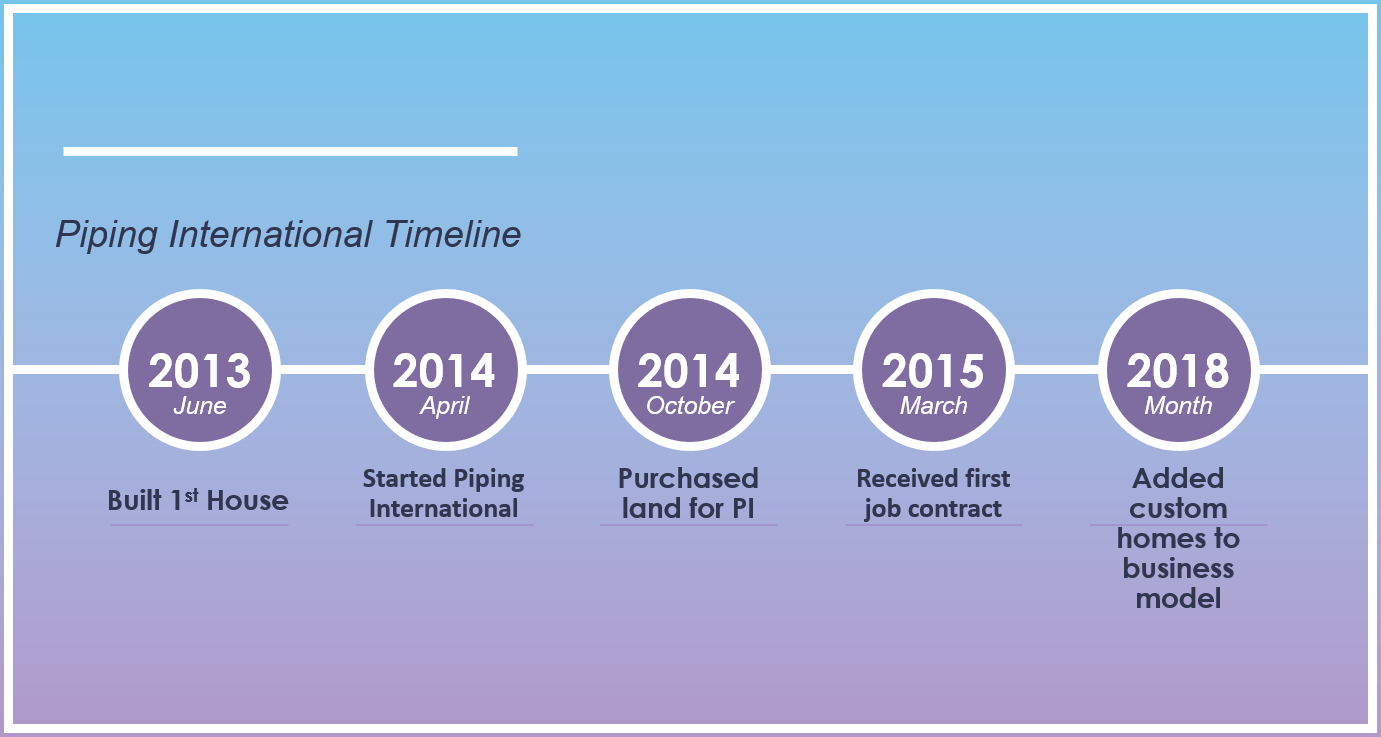 Piping International Timeline
2013
June
2014
April
2014
October
2015
March
2018
Month
Built 1st House
Started Piping
International
Purchased
land for PI
Received first
job contract
Added
custom
homes to
business
model